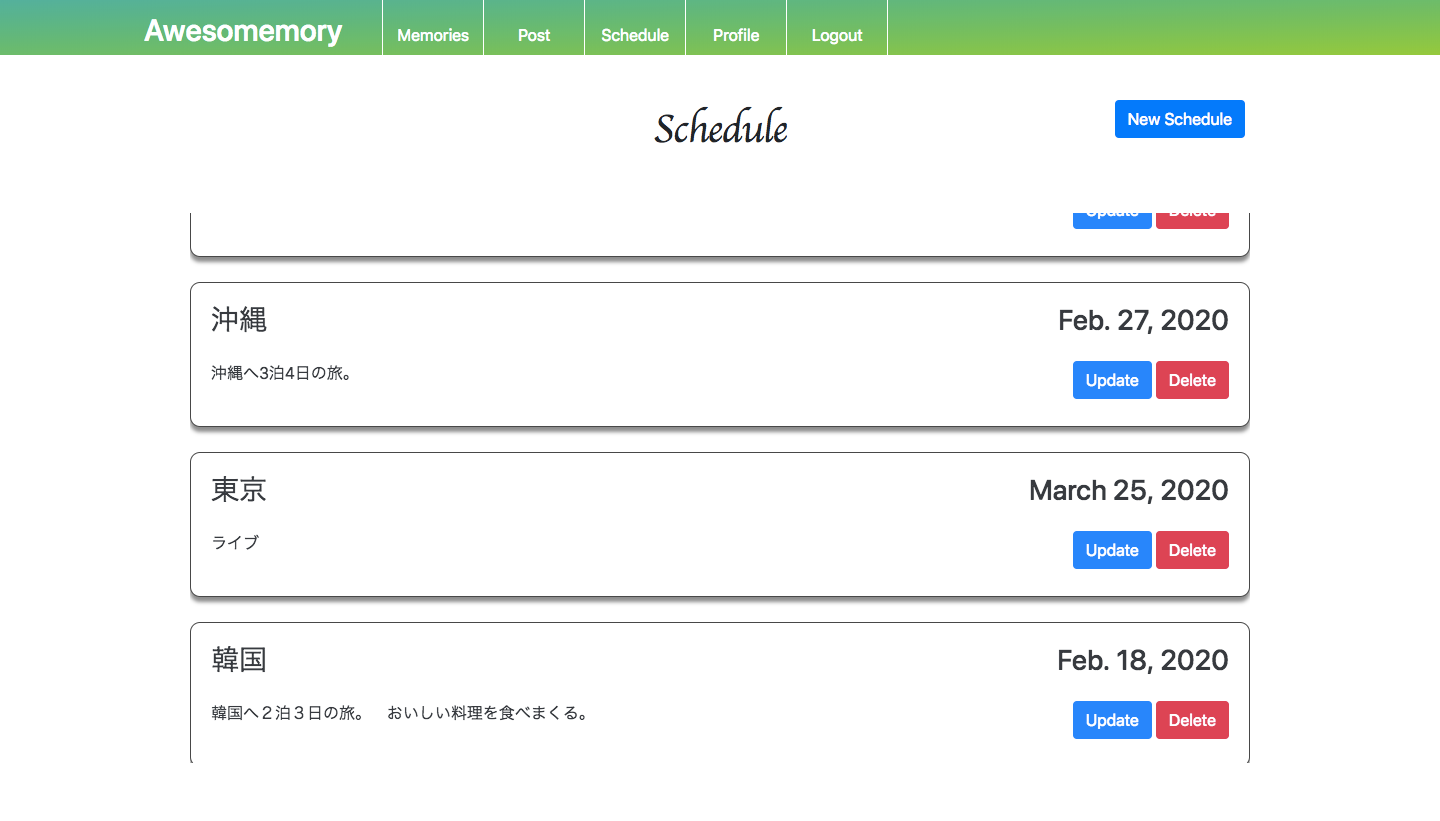 Awesomemory
Memories
Post
Schedule
Profile
Logout
Schedule
New Schedule
Update
Delete
沖縄
Feb. 27, 2020
沖縄へ3泊4日の旅。
Update
Delete
東京
March 25, 2020
ライブ
Update
Delete
韓国
Feb. 18, 2020
韓国へ２泊３日の旅。　おいしい料理を食べまくる。
Update
Delete